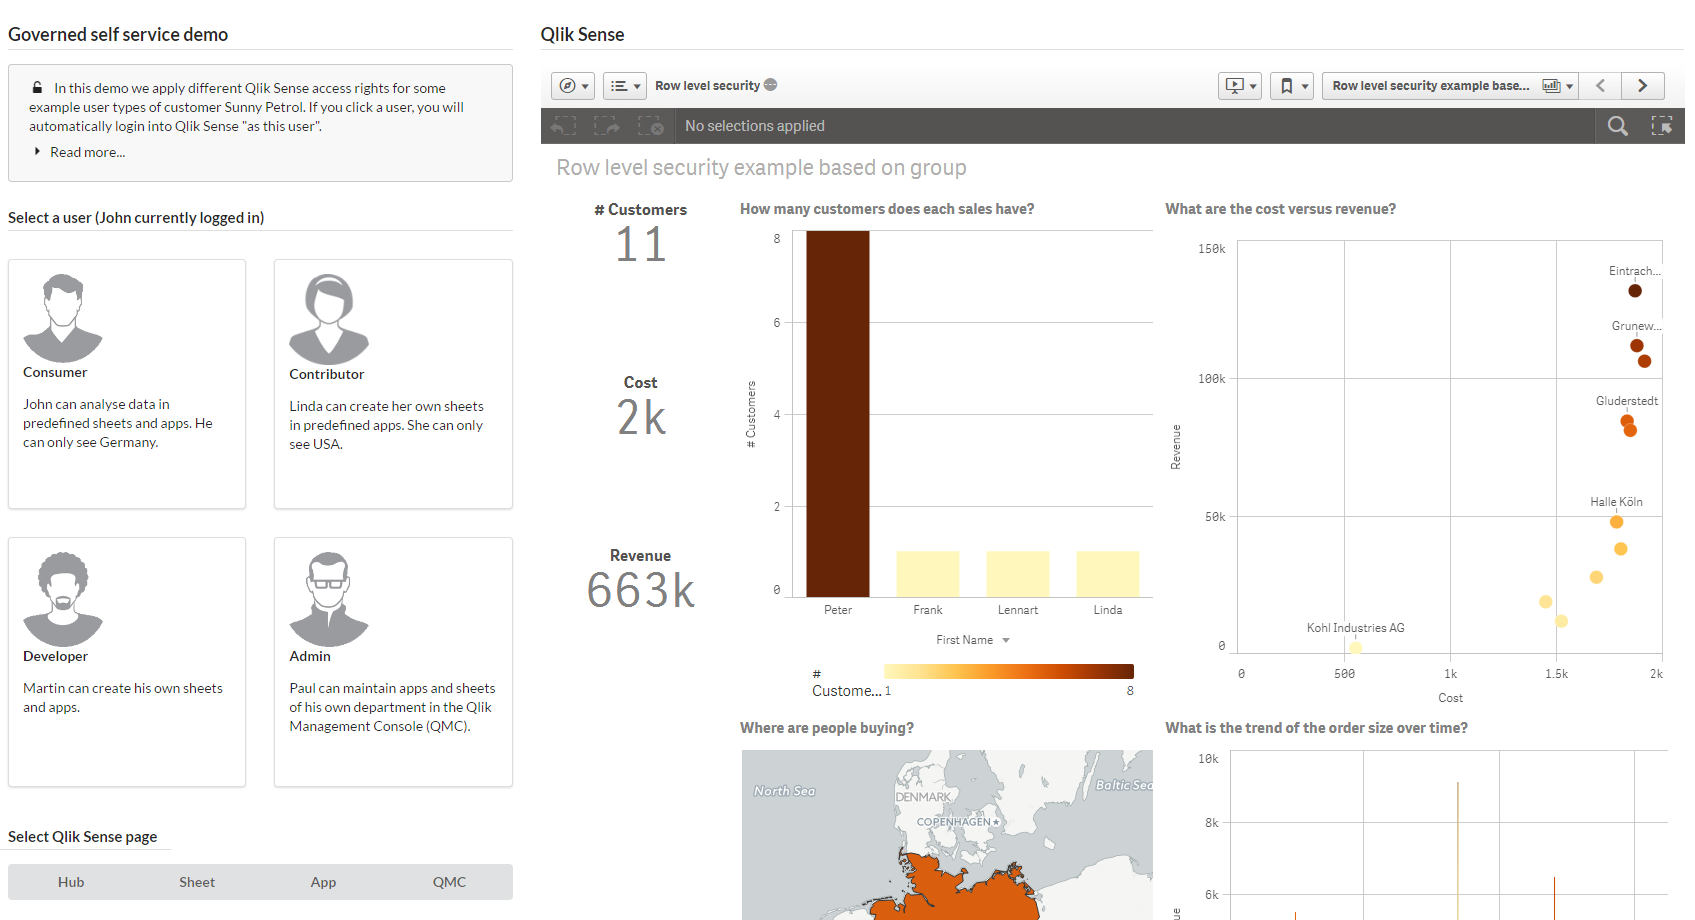 Governed self service demo
In this demo we apply different Qlik Sense access rights for some
example user types of customer Sunny Petrol. If you click a user, you will
automatically login into Qlik Sense "as this user".
Read more...
Select a user (John currently logged in)
Consumer
John can analyse data in
predefined sheets and apps. He
can only see Germany.
Contributor
Linda can create her own sheets
in predefined apps. She can only
see USA.
Developer
Martin can create his own sheets
and apps.
Admin
Paul can maintain apps and sheets
of his own department in the Qlik
Management Console (QMC).
Select Qlik Sense page
Hub Sheet App QMC
Qlik Sense
Row level security
Row level security example base...
No selections applied
Row level security example based on group
# Customers
11
Cost
2k
Revenue
663k
How many customers does each sales have?
8
6
4
2
0
# Customers
Peter Frank Lennart Linda
First Name
#
Custome... 1 8
What are the cost versus revenue?
150k
100k
50k
0
Revenue
Eintrach...
Grunew...
Gluderstedt
Halle Köln
Kohl Industries AG
0 500 1k 1.5k 2k
Cost
Where are people buying?
North Sea
DENMARK
COPENHAGEN
Baltic Sea
What is the trend of the order size over time?
10k
8k
6k